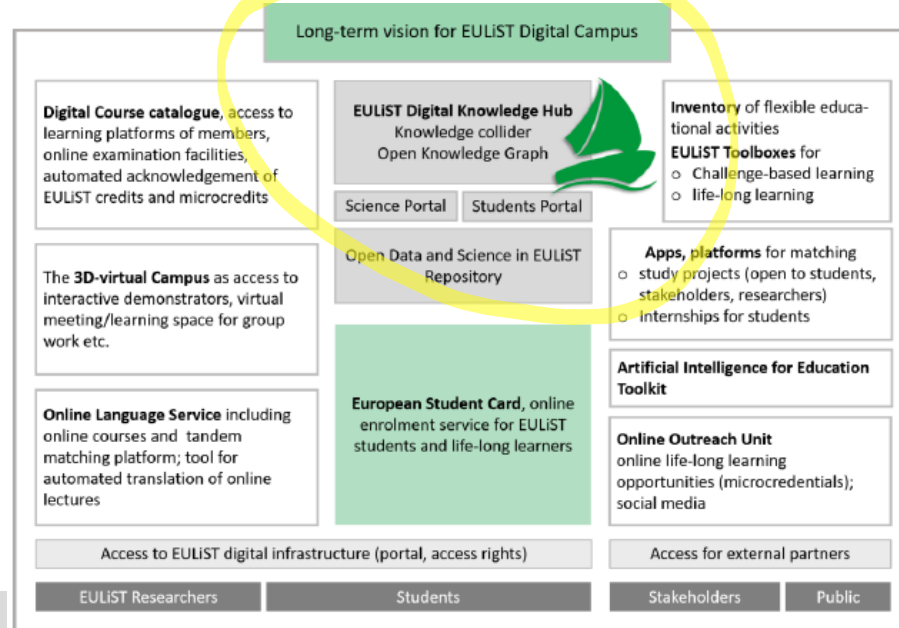 Long-term vision for EULiST Digital Campus
Digital Course catalogue, access to
learning platforms of members,
online examination facilities,
automated acknowledgement of
EULiST credits and microcredits
The 3D-virtual Campus as access to
interactive demonstrators, virtual
meeting/learning space for group
work etc.
Online Language Service including
online courses and tandem
matching platform; tool for
automated translation of online
lectures
EULiST Digital Knowledge Hub
Knowledge collider
Open Knowledge Graph
Science Portal
Students Portal
Open Data and Science in EULiST
Repository
European Student Card, online
enrolment service for EULiST
students and life-long learners
Inventory of flexible educa-
tional activities
EULiST Toolboxes for
o Challenge-based learning
o life-long learning
Apps, platforms for matching
o study projects (open to students,
stakeholders, researchers)
o Internships for students
Artificial Intelligence for Education
Toolkit
Online Outreach Unit
online life-long learning
opportunities (microcredentials);
social media
Access to EULiST digital infrastructure (portal, access rights)
Access for external partners
EULiST Researchers
Students
Stakeholders
Public